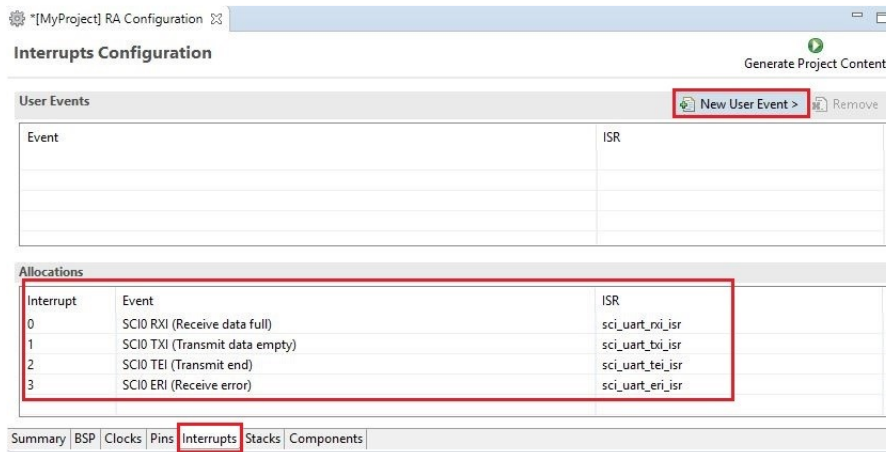 *[MyProject] RA Configuration
Interrupts Configuration
Generate Project Content
User Events
New User Event >
Remove
Event ISR
Allocations
Interrupt Event ISR
0 SCI0 RXI (Receive data full) sci_uart_rxi_isr
1 SCI0 TXI (Transmit data empty) sci_uart_txi_isr
2 SCI0 TEI (Transmit end) sci_uart_tei_isr
3 SCI0 ERI (Receive error) sci_uart_eri_isr
Summary BSP Clocks Pins Interrupts Stacks Components